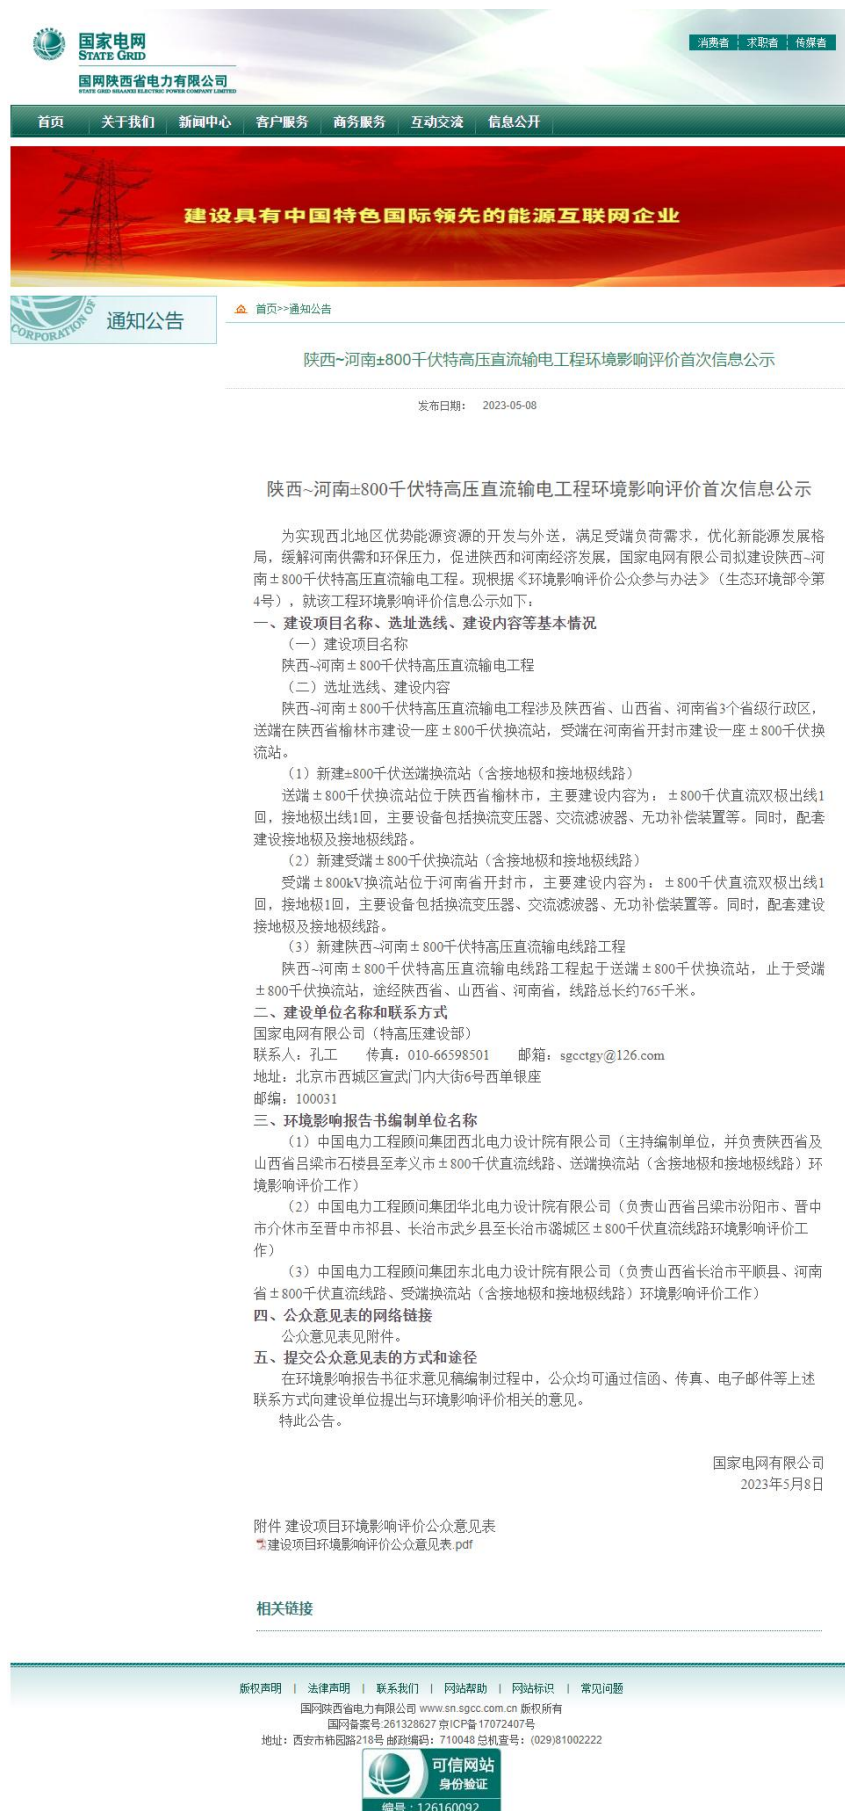 国家电网
STATE GRID
国网陕西省电力有限公司
STATE GRID SHAANXI ELECTRIC POWER COMPANY LIMITED
消费者 求职者 传媒者
首页 关于我们 新闻中心 客户服务 商务服务 互动交流 信息公开
建设具有中国特色国际领先的能源互联网企业
CORPORATION OF
通知公告
首页>>通知公告
陕西~河南±800千伏特高压直流输电工程环境影响评价首次信息公示
发布日期： 2023-05-08
陕西~河南±800千伏特高压直流输电工程环境影响评价首次信息公示
为实现西北地区优势能源资源的开发与外送，满足受端负荷需求，优化新能源发展格
局，缓解河南供需和环保压力，促进陕西和河南经济发展，国家电网有限公司拟建设陕西~河
南±800千伏特高压直流输电工程。现根据《环境影响评价公众参与办法》（生态环境部令第
4号），就该工程环境影响评价信息公示如下：
一、建设项目名称、选址选线、建设内容等基本情况
（一）建设项目名称
陕西~河南±800千伏特高压直流输电工程
（二）选址选线、建设内容
陕西~河南±800千伏特高压直流输电工程涉及陕西省、山西省、河南省3个省级行政区，
送端在陕西省榆林市建设一座±800千伏换流站，受端在河南省开封市建设一座±800千伏换
流站。
（1）新建±800千伏送端换流站（含接地极和接地极线路）
送端±800千伏换流站位于陕西省榆林市，主要建设内容为：±800千伏直流双极出线1
回，接地极出线1回，主要设备包括换流变压器、交流滤波器、无功补偿装置等。同时，配套
建设接地极及接地极线路。
（2）新建受端±800千伏换流站（含接地极和接地极线路）
受端±800kV换流站位于河南省开封市，主要建设内容为：±800千伏直流双极出线1
回，接地极1回，主要设备包括换流变压器、交流滤波器、无功补偿装置等。同时，配套建设
接地极及接地极线路。
（3）新建陕西~河南±800千伏特高压直流输电线路工程
陕西~河南±800千伏特高压直流输电线路工程起于送端±800千伏换流站，止于受端
±800千伏换流站，途经陕西省、山西省、河南省，线路总长约765千米。
二、建设单位名称和联系方式
国家电网有限公司（特高压建设部）
联系人：孔工 传真：010-66598501 邮箱：sgcctgy@126.com
地址：北京市西城区宣武门内大街6号西单银座
邮编：100031
三、环境影响报告书编制单位名称
（1）中国电力工程顾问集团西北电力设计院有限公司（主持编制单位，并负责陕西省及
山西省吕梁市石楼县至孝义市±800千伏直流线路、送端换流站（含接地极和接地极线路）环
境影响评价工作）
（2）中国电力工程顾问集团华北电力设计院有限公司（负责山西省吕梁市汾阳市、晋中
市介休市至晋中市祁县、长治市武乡县至长治市潞城区±800千伏直流线路环境影响评价工
作）
（3）中国电力工程顾问集团东北电力设计院有限公司（负责山西省长治市平顺县、河南
省±800千伏直流线路、受端换流站（含接地极和接地极线路）环境影响评价工作）
四、公众意见表的网络链接
公众意见表见附件。
五、提交公众意见表的方式和途径
在环境影响报告书征求意见稿编制过程中，公众均可通过信函、传真、电子邮件等上述
联系方式向建设单位提出与环境影响评价相关的意见。
特此公告。
国家电网有限公司
2023年5月8日
附件 建设项目环境影响评价公众意见表
建设项目环境影响评价公众意见表.pdf
相关链接
版权声明 | 法律声明 | 联系我们 | 网站帮助 | 网站标识 | 常见问题
国网陕西省电力有限公司 www.sn.sgcc.com.cn 版权所有
国网备案号:261328627 京ICP备17072407号
地址：西安市柿园路218号 邮政编码：710048 总机查号：(029)81002222
可信网站
身份验证
编号：126160092